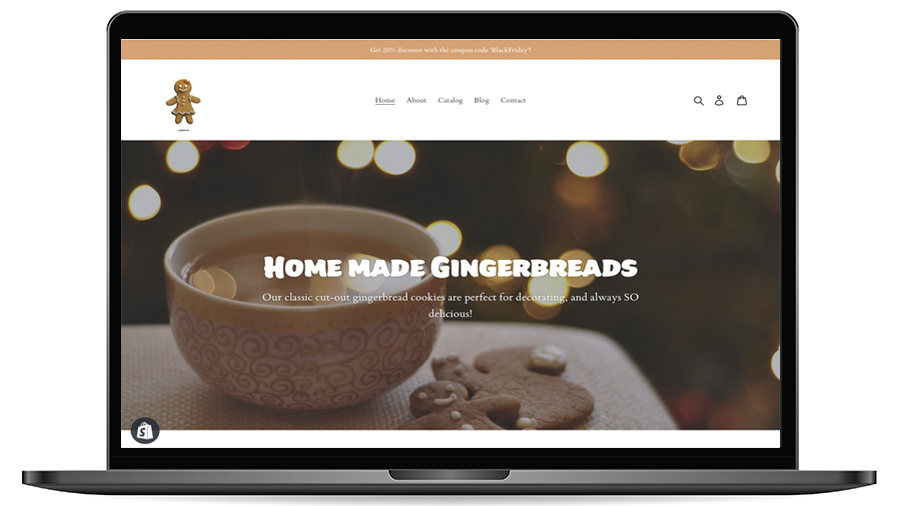 Get 20% discount with the coupon code 'BlackFriday'!
Home About Catalog Blog Contact
HOME MADE GINGERBREADS
Our classic cut-out gingerbread cookies are perfect for decorating, and always SO
delicious!